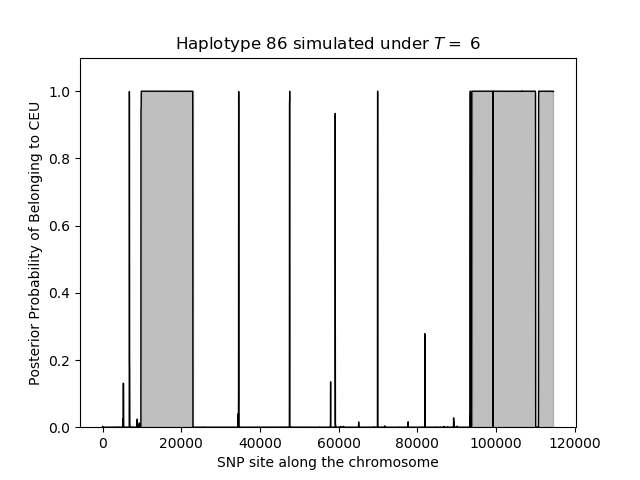 Haplotype 86 simulated under T = 6
Posterior Probability of Belonging to CEU
1.0
0.8
0.6
0.4
0.2
0.0
0 20000 40000 60000 80000 100000 120000
SNP site along the chromosome